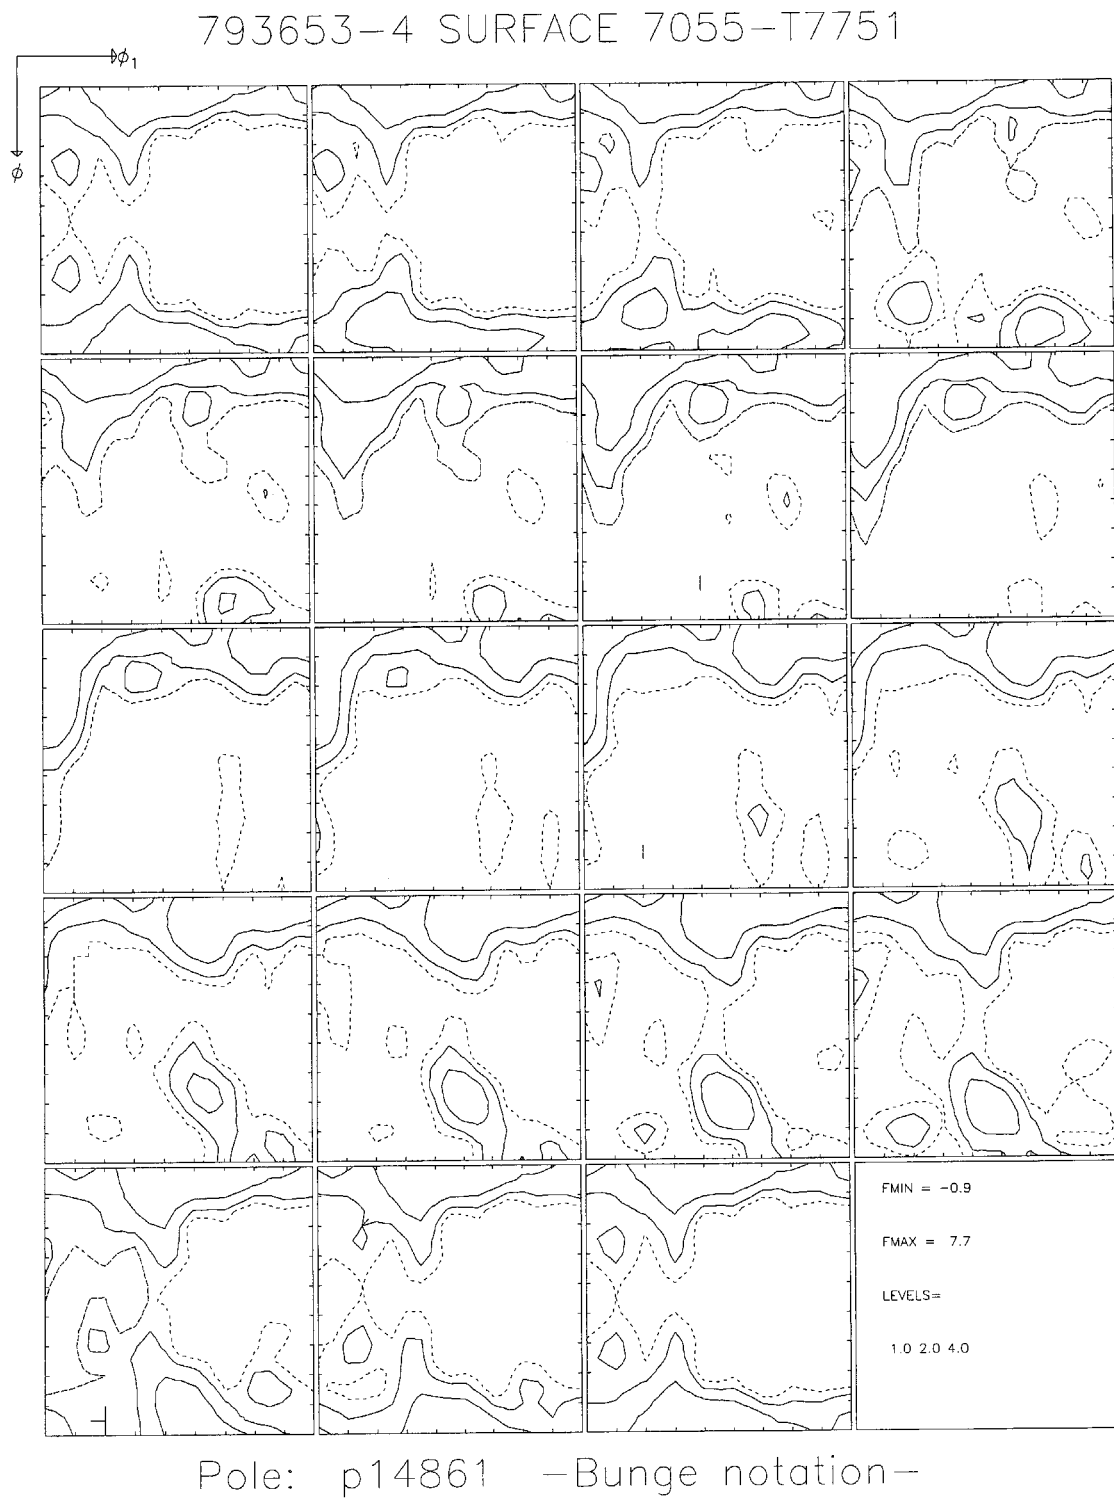 793653-4 SURFACE 7055-T7751
ϕ₁
ϕ
FMIN = -0.9
FMAX = 7.7
LEVELS=
1.0 2.0 4.0
Pole: p14861 -Bunge notation-